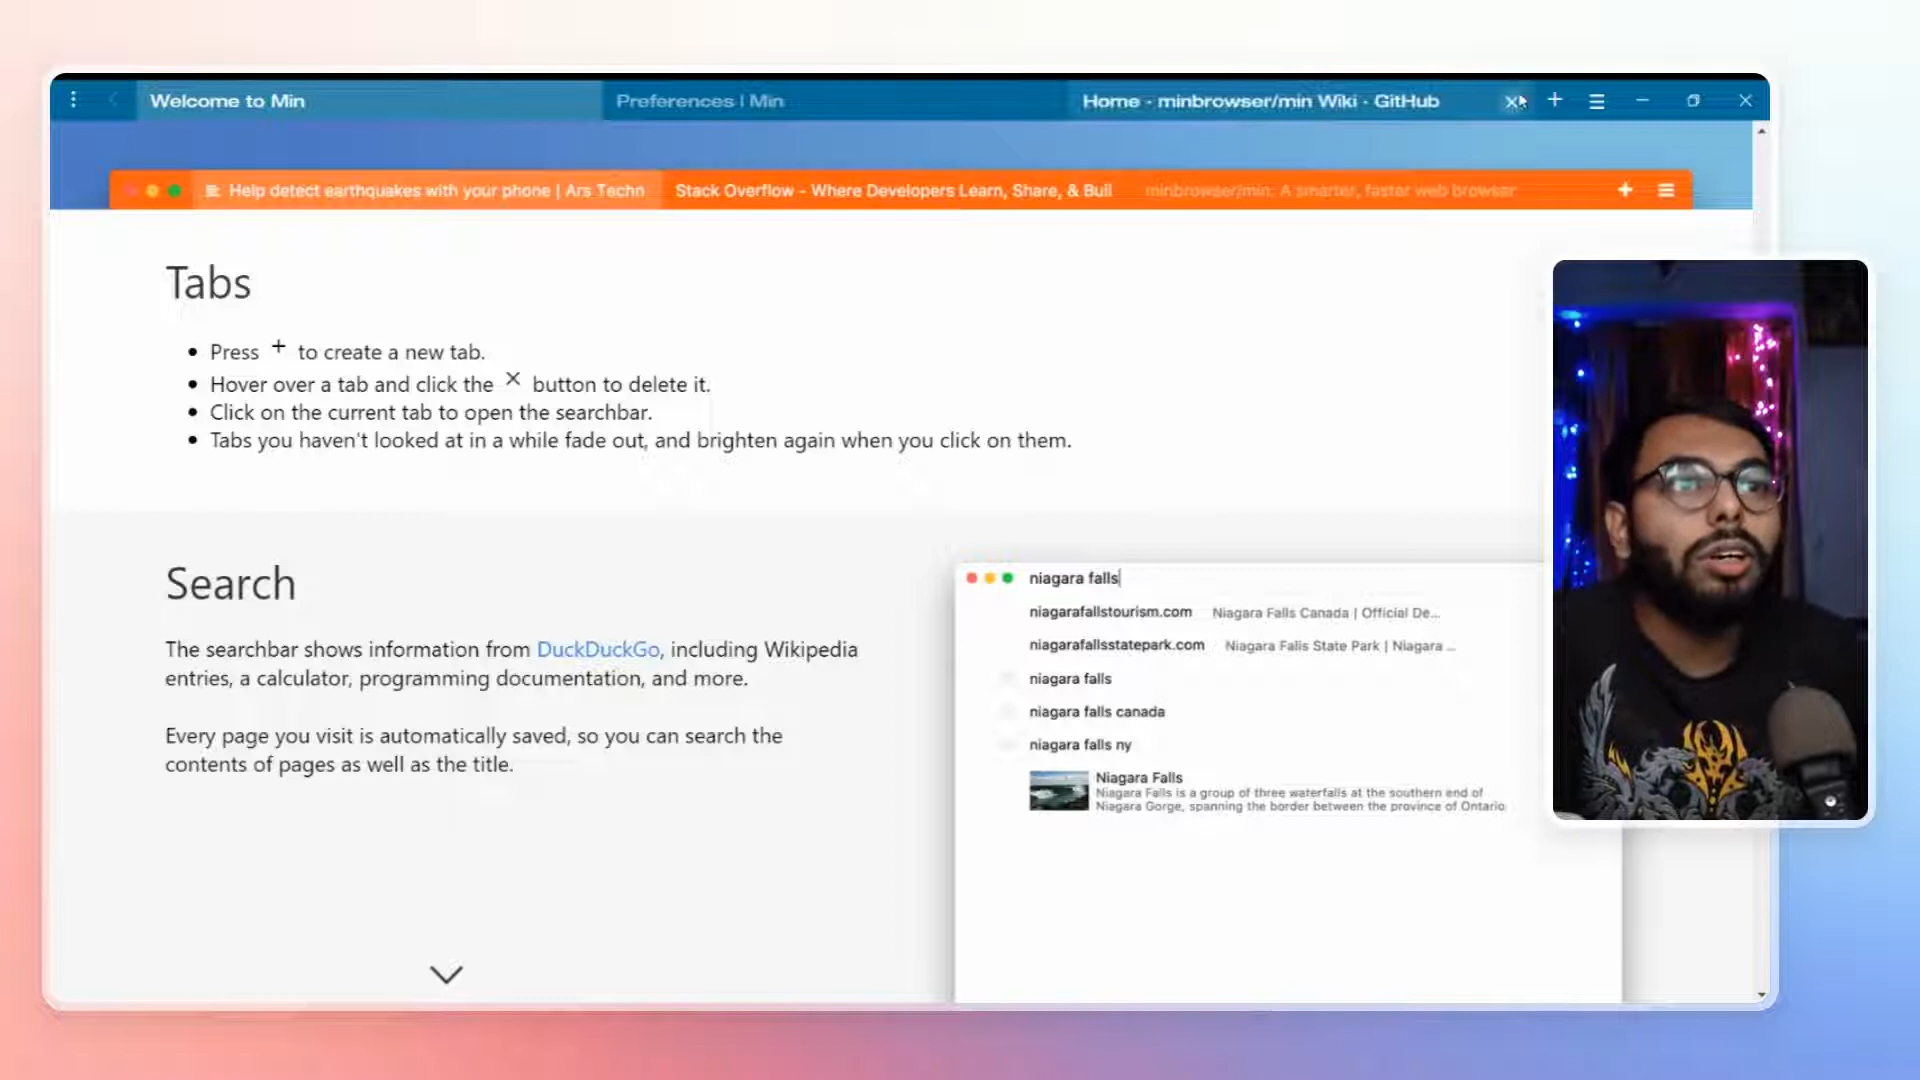 Welcome to Min
Preferences | Min
Home · minbrowser/min Wiki · GitHub
Help detect earthquakes with your phone | Ars Techn
Stack Overflow - Where Developers Learn, Share, & Buil
minbrowser/min: A smarter, faster web browser
Tabs
Press + to create a new tab.
Hover over a tab and click the × button to delete it.
Click on the current tab to open the searchbar.
Tabs you haven't looked at in a while fade out, and brighten again when you click on them.
Search
The searchbar shows information from DuckDuckGo, including Wikipedia
entries, a calculator, programming documentation, and more.
Every page you visit is automatically saved, so you can search the
contents of pages as well as the title.
niagara falls
niagarafallstourism.com Niagara Falls Canada | Official De...
niagarafallsstatepark.com Niagara Falls State Park | Niagara ...
niagara falls
niagara falls canada
niagara falls ny
Niagara Falls
Niagara Falls is a group of three waterfalls at the southern end of
Niagara Gorge, spanning the border between the province of Ontario